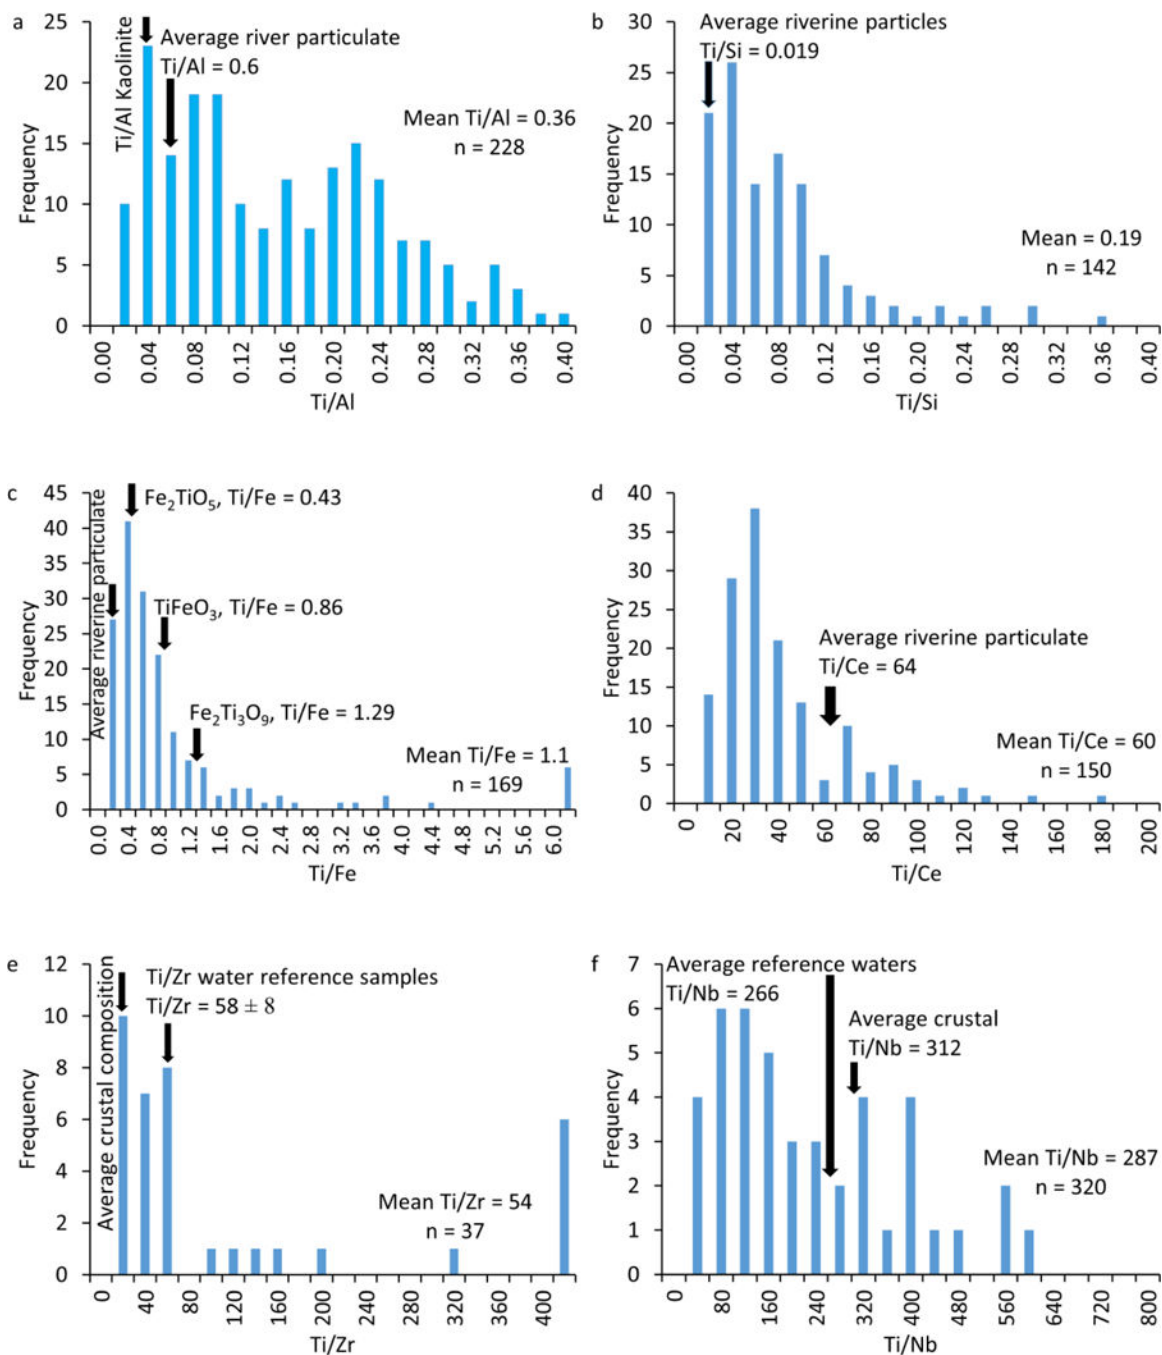 a
25
20
15
10
5
0
Frequency
Ti/Al Kaolinite
Average river particulate
Ti/Al = 0.6
Mean Ti/Al = 0.36
n = 228
0.00
0.04
0.08
0.12
0.16
0.20
0.24
0.28
0.32
0.36
0.40
Ti/Al
b
30
25
20
15
10
5
0
Frequency
Average riverine particles
Ti/Si = 0.019
Mean = 0.19
n = 142
0.00
0.04
0.08
0.12
0.16
0.20
0.24
0.28
0.32
0.36
0.40
Ti/Si
c
45
40
35
30
25
20
15
10
5
0
Frequency
Average riverine particulate
Fe₂TiO₅, Ti/Fe = 0.43
TiFeO₃, Ti/Fe = 0.86
Fe₂Ti₃O₉, Ti/Fe = 1.29
Mean Ti/Fe = 1.1
n = 169
0.0
0.4
0.8
1.2
1.6
2.0
2.4
2.8
3.2
3.6
4.0
4.4
4.8
5.2
5.6
6.0
Ti/Fe
d
40
35
30
25
20
15
10
5
0
Frequency
Average riverine particulate
Ti/Ce = 64
Mean Ti/Ce = 60
n = 150
0
20
40
60
80
100
120
140
160
180
200
Ti/Ce
e
12
10
8
6
4
2
0
Frequency
Average crustal composition
Ti/Zr water reference samples
Ti/Zr = 58 ± 8
Mean Ti/Zr = 54
n = 37
0
40
80
120
160
200
240
280
320
360
400
Ti/Zr
f
7
6
5
4
3
2
1
0
Frequency
Average reference waters
Ti/Nb = 266
Average crustal
Ti/Nb = 312
Mean Ti/Nb = 287
n = 320
0
80
160
240
320
400
480
560
640
720
800
Ti/Nb